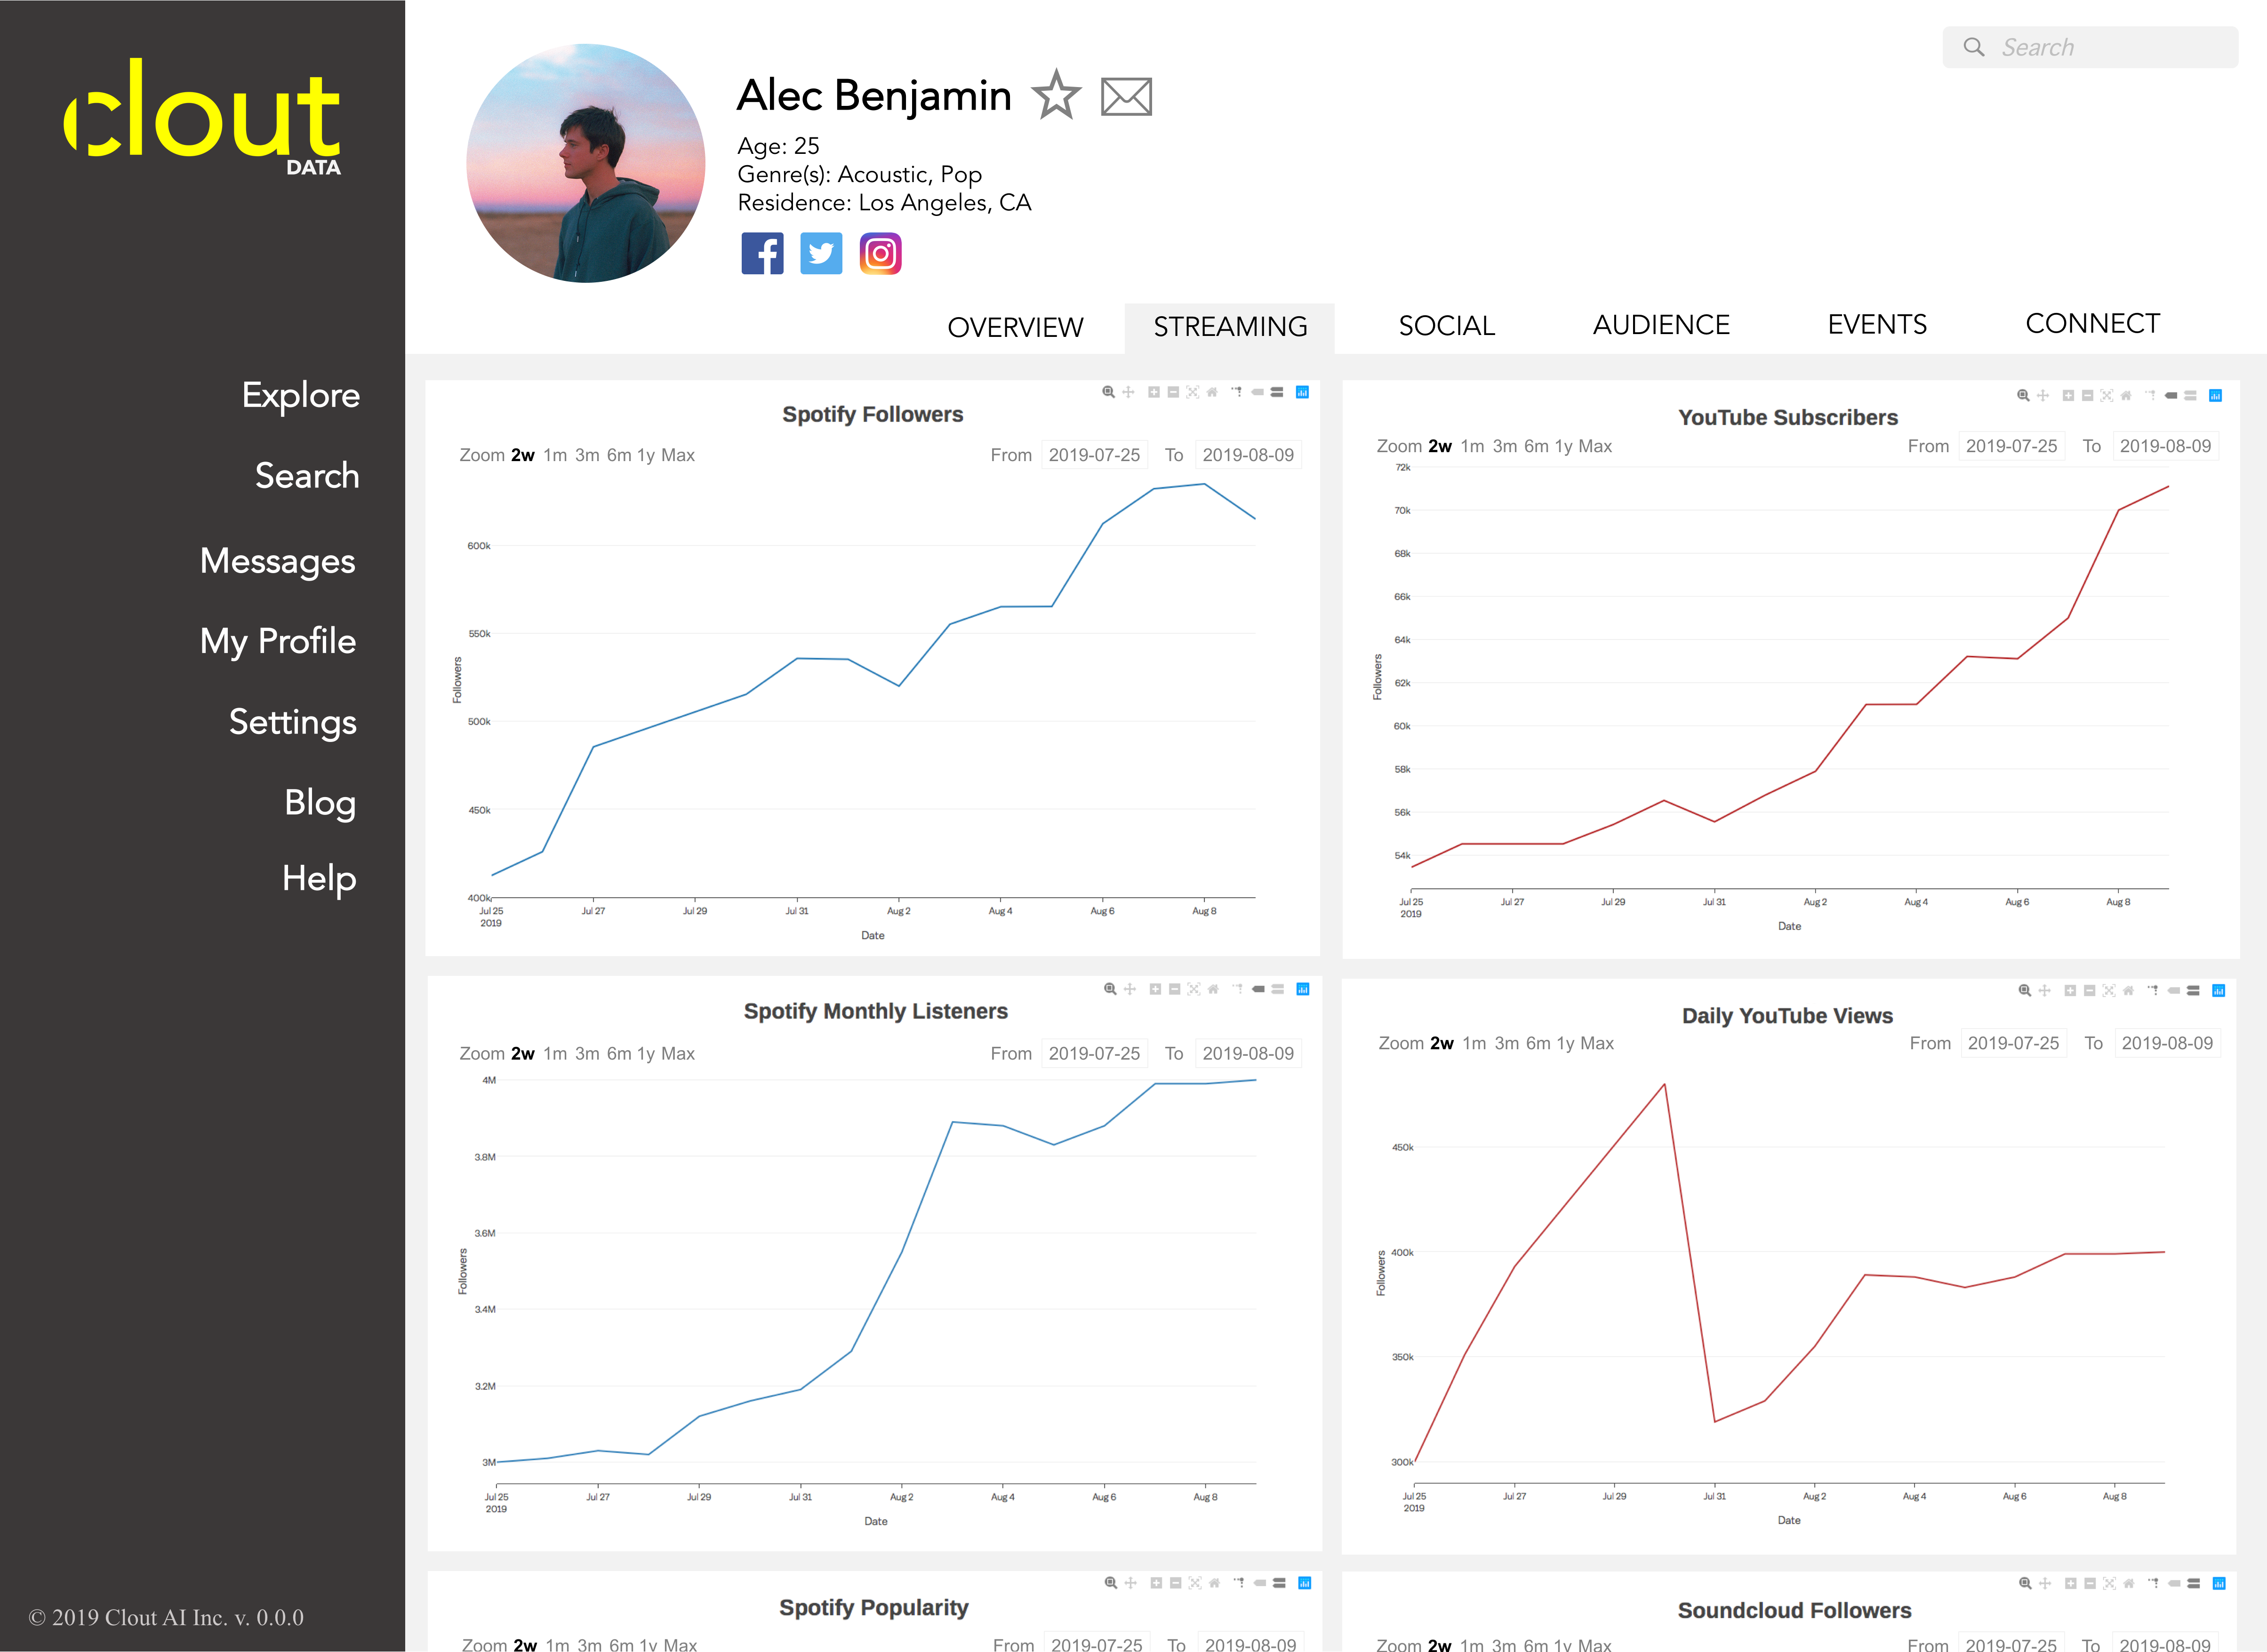 clout
DATA
Explore
Search
Messages
My Profile
Settings
Blog
Help
© 2019 Clout AI Inc. v. 0.0.0
Search
Alec Benjamin
Age: 25
Genre(s): Acoustic, Pop
Residence: Los Angeles, CA
OVERVIEW STREAMING SOCIAL AUDIENCE EVENTS CONNECT
Spotify Followers
Zoom 2w 1m 3m 6m 1y Max From 2019-07-25 To 2019-08-09
600k
550k
500k
450k
400k
Followers
Jul 25 Jul 27 Jul 29 Jul 31 Aug 2 Aug 4 Aug 6 Aug 8
2019
Date
YouTube Subscribers
Zoom 2w 1m 3m 6m 1y Max From 2019-07-25 To 2019-08-09
72k
70k
68k
66k
64k
62k
60k
58k
56k
54k
Followers
Jul 25 Jul 27 Jul 29 Jul 31 Aug 2 Aug 4 Aug 6 Aug 8
2019
Date
Spotify Monthly Listeners
Zoom 2w 1m 3m 6m 1y Max From 2019-07-25 To 2019-08-09
4M
3.8M
3.6M
3.4M
3.2M
3M
Followers
Jul 25 Jul 27 Jul 29 Jul 31 Aug 2 Aug 4 Aug 6 Aug 8
2019
Date
Daily YouTube Views
Zoom 2w 1m 3m 6m 1y Max From 2019-07-25 To 2019-08-09
450k
400k
350k
300k
Followers
Jul 25 Jul 27 Jul 29 Jul 31 Aug 2 Aug 4 Aug 6 Aug 8
2019
Date
Spotify Popularity
Zoom 2w 1m 3m 6m 1y Max From 2019-07-25 To 2019-08-09
Soundcloud Followers
Zoom 2w 1m 3m 6m 1y Max From 2019-07-25 To 2019-08-09